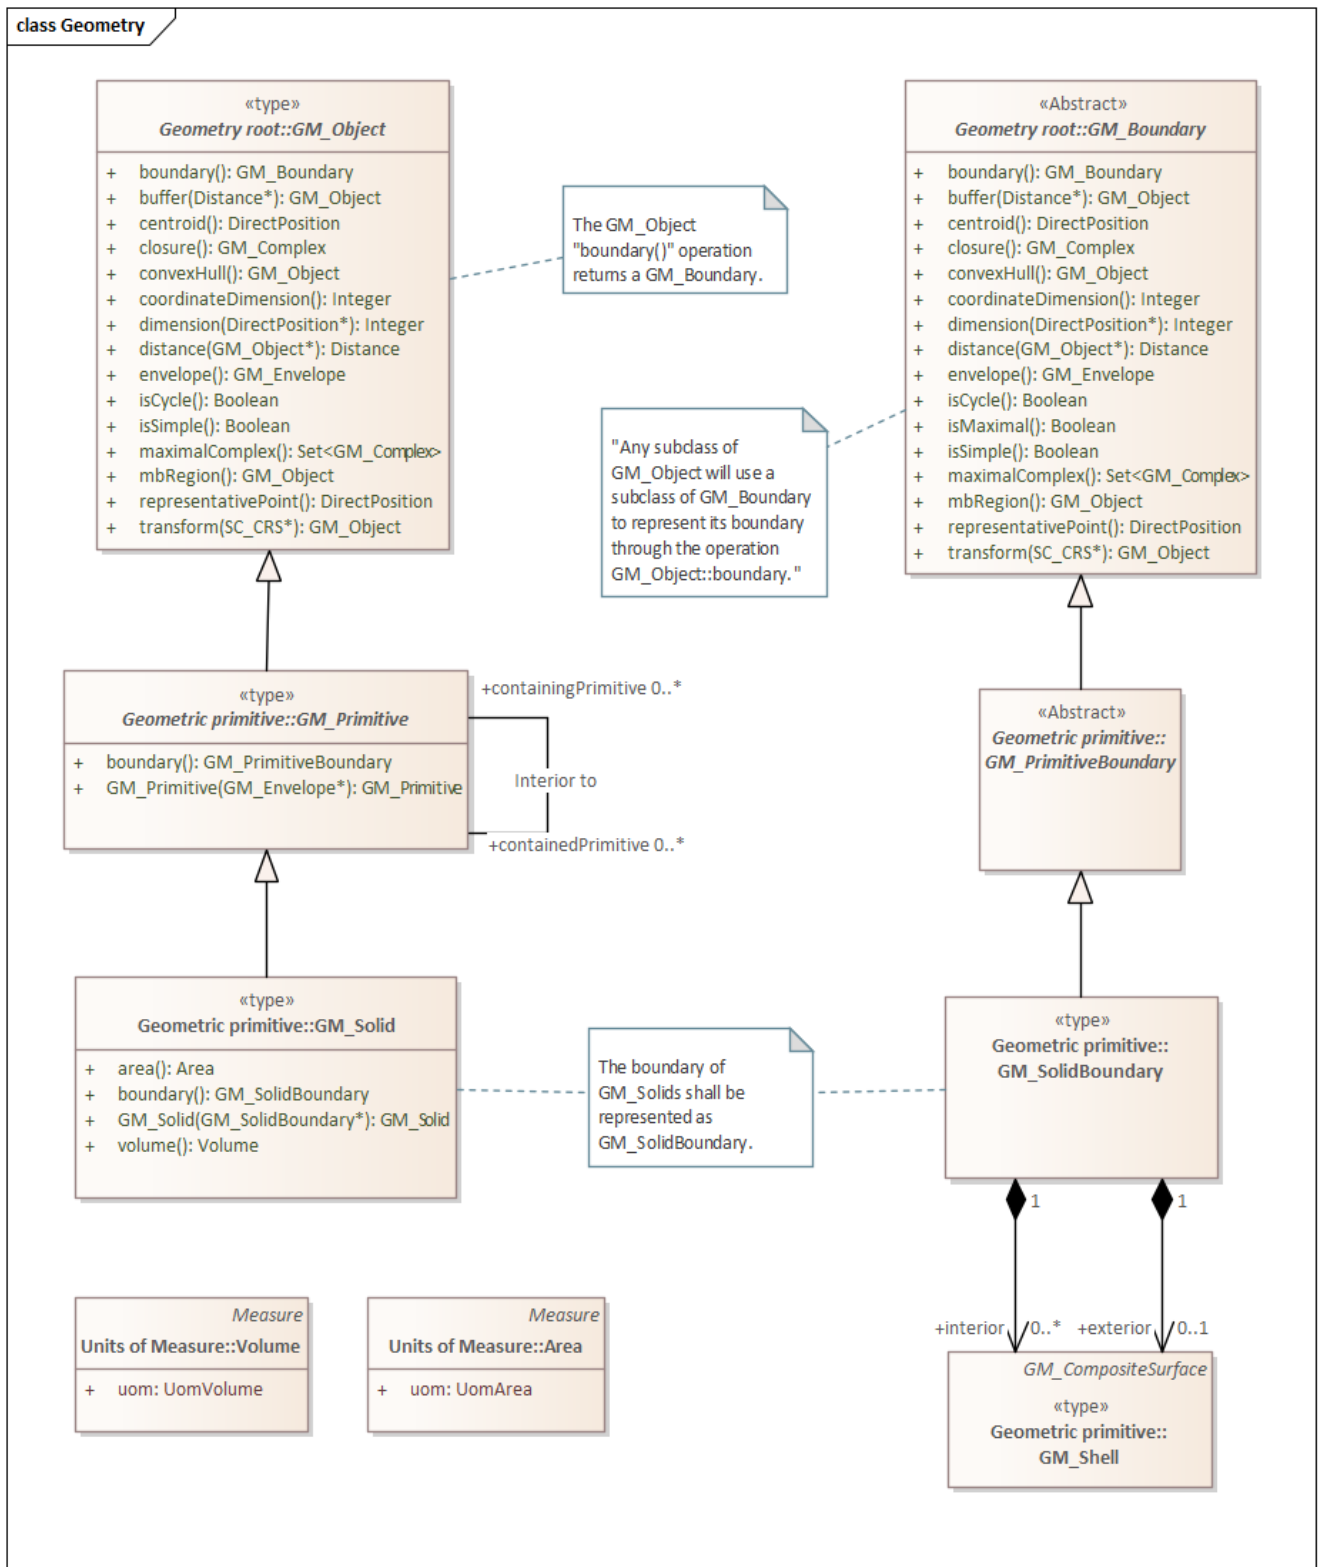 class Geometry
«type»
Geometry root::GM_Object
+ boundary(): GM_Boundary
+ buffer(Distance*): GM_Object
+ centroid(): DirectPosition
+ closure(): GM_Complex
+ convexHull(): GM_Object
+ coordinateDimension(): Integer
+ dimension(DirectPosition*): Integer
+ distance(GM_Object*): Distance
+ envelope(): GM_Envelope
+ isCycle(): Boolean
+ isSimple(): Boolean
+ maximalComplex(): Set<GM_Complex>
+ mbRegion(): GM_Object
+ representativePoint(): DirectPosition
+ transform(SC_CRS*): GM_Object
The GM_Object
"boundary()" operation
returns a GM_Boundary.
«Abstract»
Geometry root::GM_Boundary
+ boundary(): GM_Boundary
+ buffer(Distance*): GM_Object
+ centroid(): DirectPosition
+ closure(): GM_Complex
+ convexHull(): GM_Object
+ coordinateDimension(): Integer
+ dimension(DirectPosition*): Integer
+ distance(GM_Object*): Distance
+ envelope(): GM_Envelope
+ isCycle(): Boolean
+ isMaximal(): Boolean
+ isSimple(): Boolean
+ maximalComplex(): Set<GM_Complex>
+ mbRegion(): GM_Object
+ representativePoint(): DirectPosition
+ transform(SC_CRS*): GM_Object
"Any subclass of
GM_Object will use a
subclass of GM_Boundary
to represent its boundary
through the operation
GM_Object::boundary."
«type»
Geometric primitive::GM_Primitive
+ boundary(): GM_PrimitiveBoundary
+ GM_Primitive(GM_Envelope*): GM_Primitive
+containingPrimitive 0..*
Interior to
+containedPrimitive 0..*
«Abstract»
Geometric primitive::
GM_PrimitiveBoundary
«type»
Geometric primitive::GM_Solid
+ area(): Area
+ boundary(): GM_SolidBoundary
+ GM_Solid(GM_SolidBoundary*): GM_Solid
+ volume(): Volume
The boundary of
GM_Solids shall be
represented as
GM_SolidBoundary.
«type»
Geometric primitive::
GM_SolidBoundary
1 1
+interior 0..* +exterior 0..1
Measure
Units of Measure::Volume
+ uom: UomVolume
Measure
Units of Measure::Area
+ uom: UomArea
GM_CompositeSurface
«type»
Geometric primitive::
GM_Shell